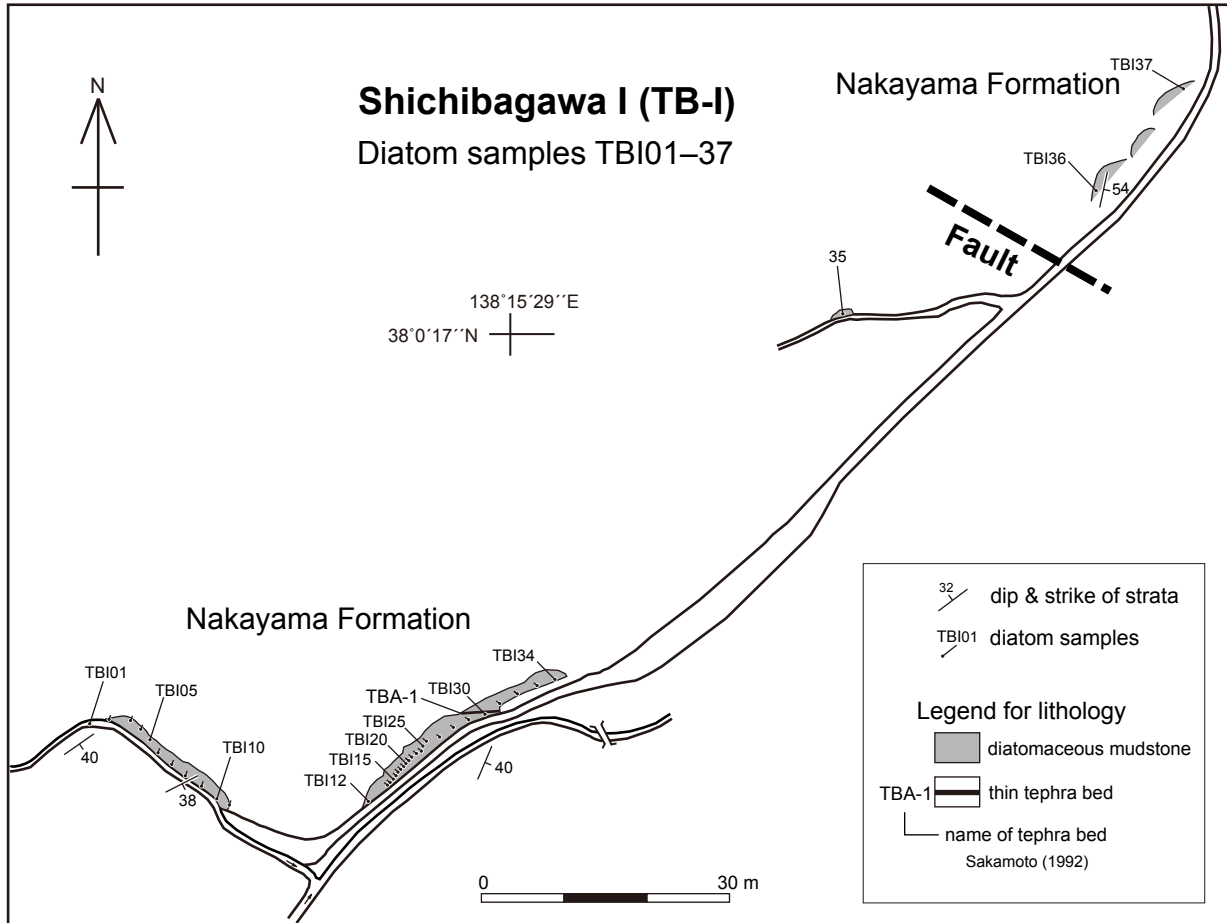 N
Shichibagawa I (TB-I)
Diatom samples TBI01–37
Nakayama Formation
TBI37
TBI36
54
Fault
35
138°15´29´´E
38°0´17´´N
Nakayama Formation
TBI01
TBI05
TBI10
40
38
TBI34
TBI30
TBA-1
TBI25
TBI20
TBI15
TBI12
40
0 30 m
32 dip & strike of strata
TBI01 diatom samples
Legend for lithology
diatomaceous mudstone
TBA-1 thin tephra bed
name of tephra bed
Sakamoto (1992)